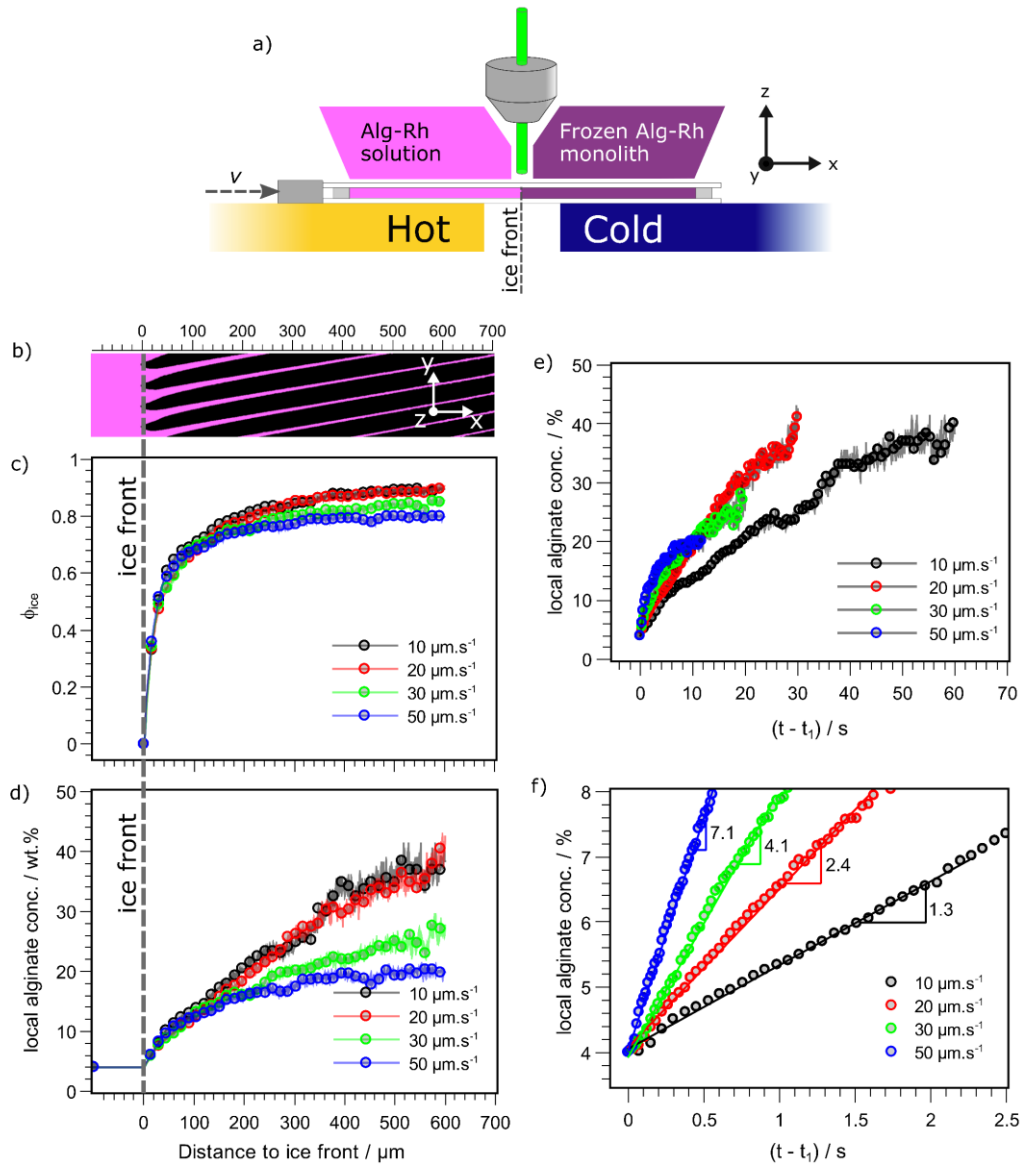 a)
Alg-Rh
solution
Frozen Alg-Rh
monolith
z
y
x
v
Hot
Cold
ice front
b)
0 100 200 300 400 500 600 700
y
z
x
c)
1
0.8
0.6
0.4
0.2
0
ϕice
ice front
10 µm.s⁻¹
20 µm.s⁻¹
30 µm.s⁻¹
50 µm.s⁻¹
d)
50
40
30
20
10
0
local alginate conc. / wt.%
ice front
10 µm.s⁻¹
20 µm.s⁻¹
30 µm.s⁻¹
50 µm.s⁻¹
0 100 200 300 400 500 600 700
Distance to ice front / µm
e)
50
40
30
20
10
0
local alginate conc. / %
10 µm.s⁻¹
20 µm.s⁻¹
30 µm.s⁻¹
50 µm.s⁻¹
0 10 20 30 40 50 60 70
(t - t₁) / s
f)
8
7
6
5
4
local alginate conc. / %
7.1
4.1
2.4
1.3
10 µm.s⁻¹
20 µm.s⁻¹
30 µm.s⁻¹
50 µm.s⁻¹
0 0.5 1 1.5 2 2.5
(t - t₁) / s